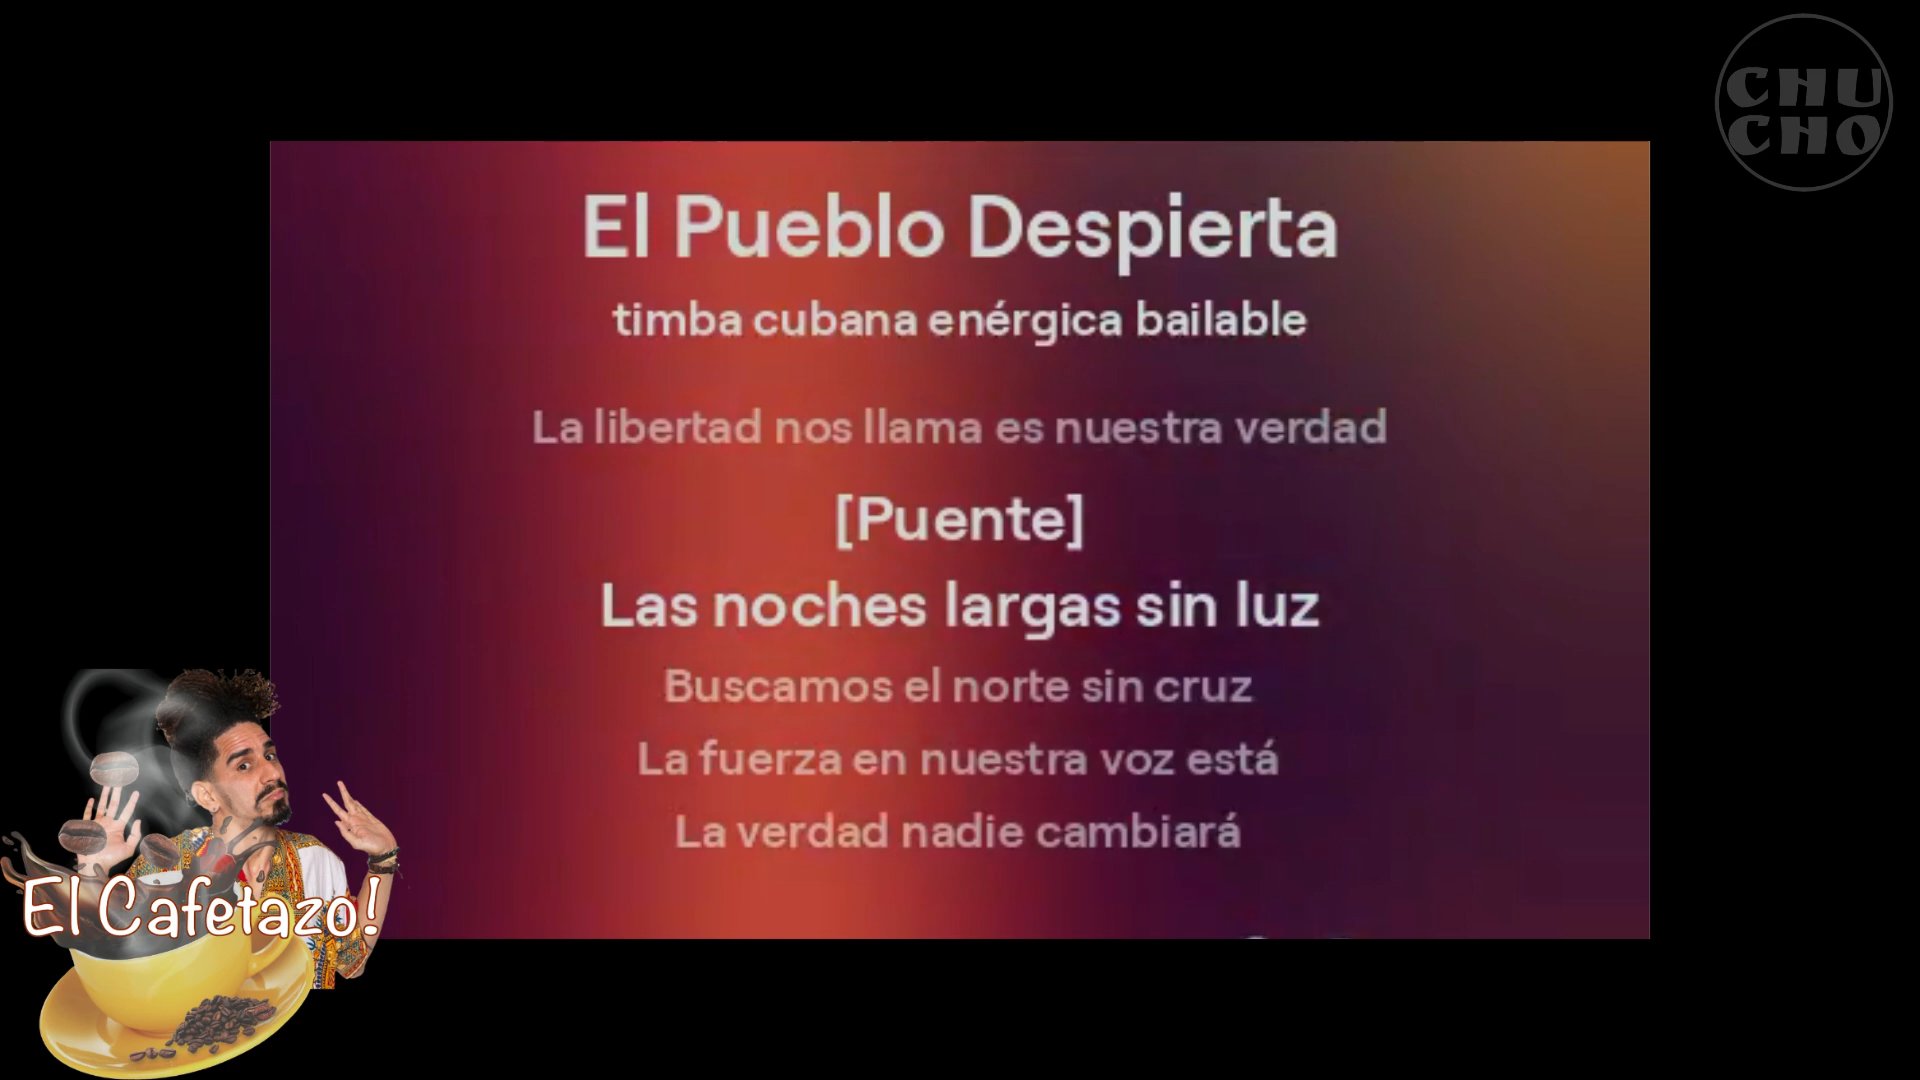 CHU
CHO
El Pueblo Despierta
timba cubana enérgica bailable
La libertad nos llama es nuestra verdad
[Puente]
Las noches largas sin luz
Buscamos el norte sin cruz
La fuerza en nuestra voz está
La verdad nadie cambiará
El Cafetazo!